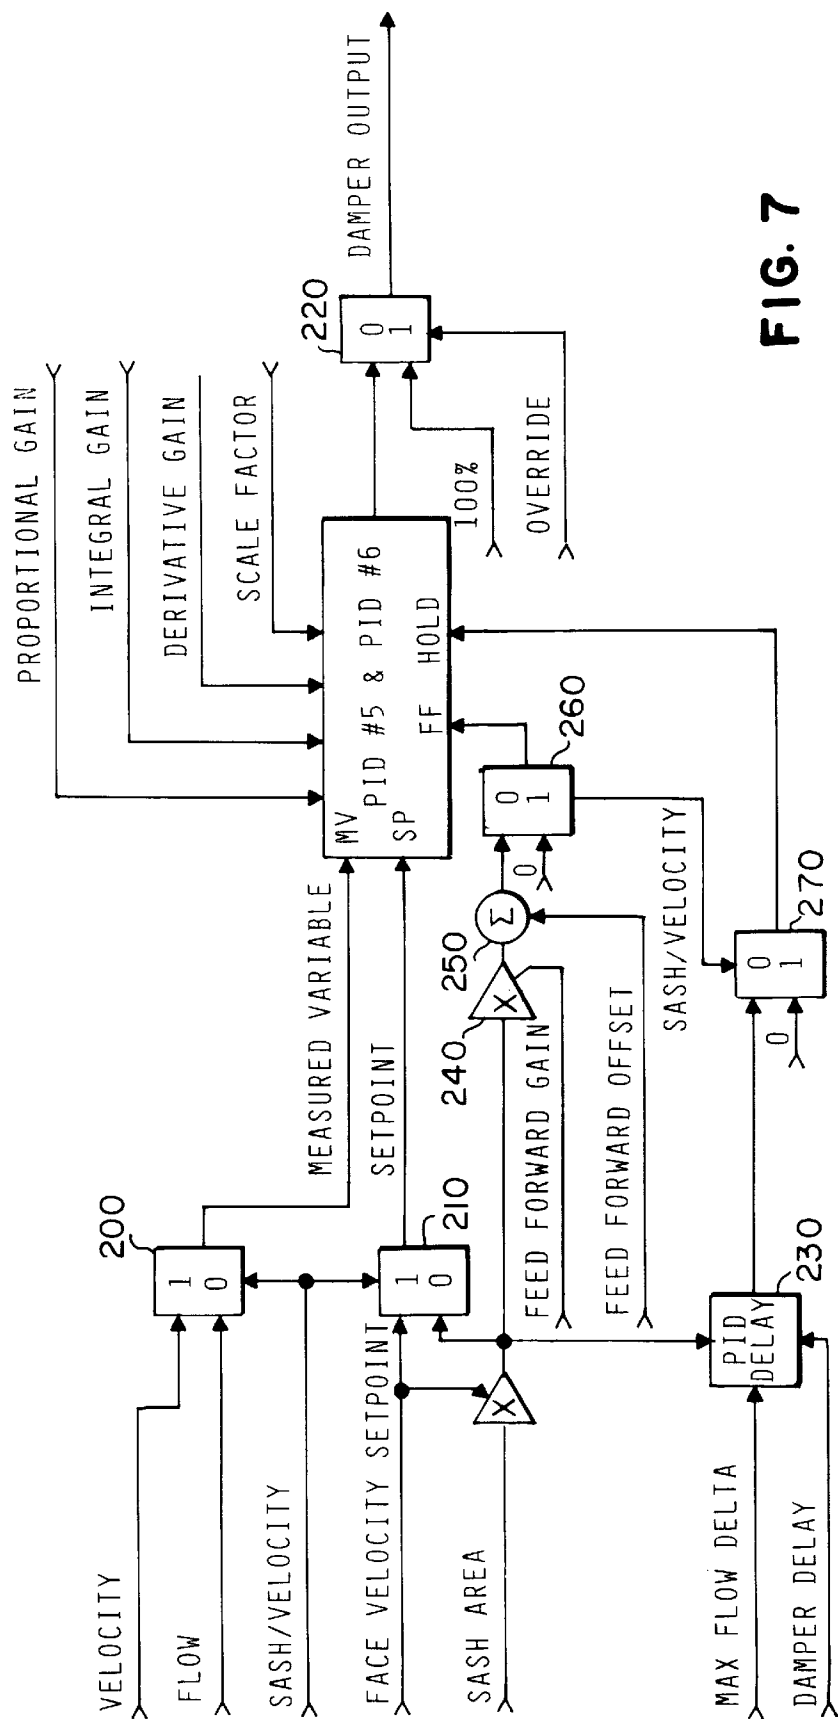 VELOCITY
FLOW
SASH/VELOCITY
FACE VELOCITY SETPOINT
SASH AREA
MAX FLOW DELTA
DAMPER DELAY
X
200
1
0
210
1
0
PID
DELAY
230
MEASURED VARIABLE
SETPOINT
FEED FORWARD GAIN
FEED FORWARD OFFSET
240
X
250
Σ
0
260
0
1
SASH/VELOCITY
0
270
0
1
PROPORTIONAL GAIN
INTEGRAL GAIN
DERIVATIVE GAIN
SCALE FACTOR
MV
PID #5 & PID #6
SP
FF
HOLD
100%
OVERRIDE
220
0
1
DAMPER OUTPUT
FIG. 7